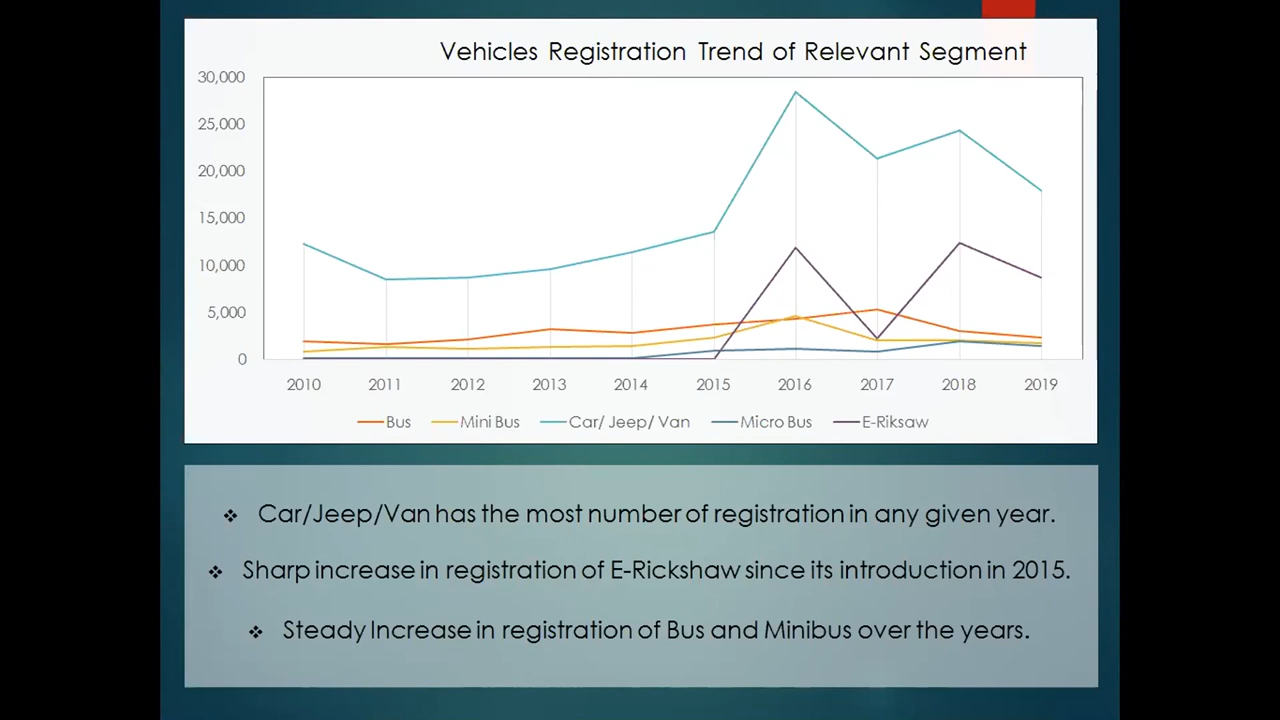 Vehicles Registration Trend of Relevant Segment
30,000
25,000
20,000
15,000
10,000
5,000
0
2010 2011 2012 2013 2014 2015 2016 2017 2018 2019
Bus Mini Bus Car/ Jeep/ Van Micro Bus E-Riksaw
❖ Car/Jeep/Van has the most number of registration in any given year.
❖ Sharp increase in registration of E-Rickshaw since its introduction in 2015.
❖ Steady Increase in registration of Bus and Minibus over the years.